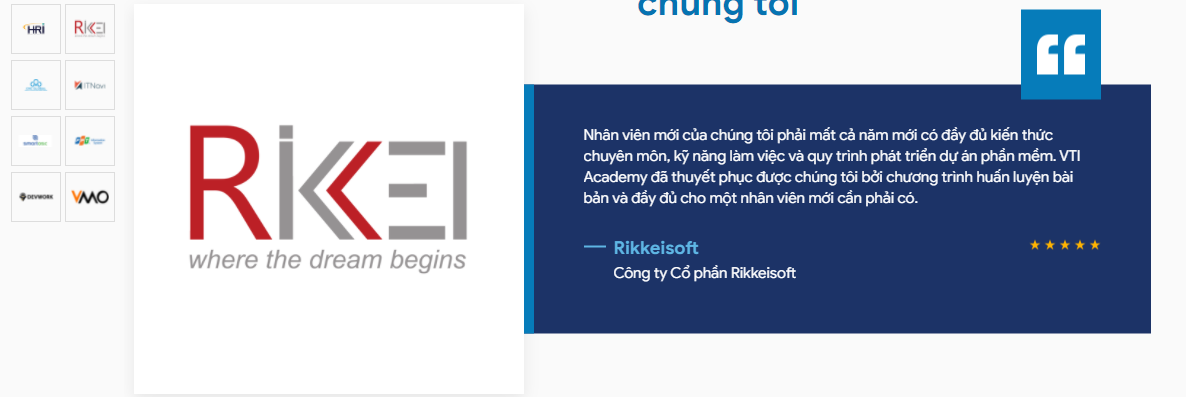 chúng tôi
HRI
RIKKEI
ITNavi
DEVWORK
VMO
RIKKEI
where the dream begins
Nhân viên mới của chúng tôi phải mất cả năm mới có đầy đủ kiến thức
chuyên môn, kỹ năng làm việc và quy trình phát triển dự án phần mềm. VTI
Academy đã thuyết phục được chúng tôi bởi chương trình huấn luyện bài
bản và đầy đủ cho một nhân viên mới cần phải có.
Rikkeisoft
Công ty Cổ phần Rikkeisoft